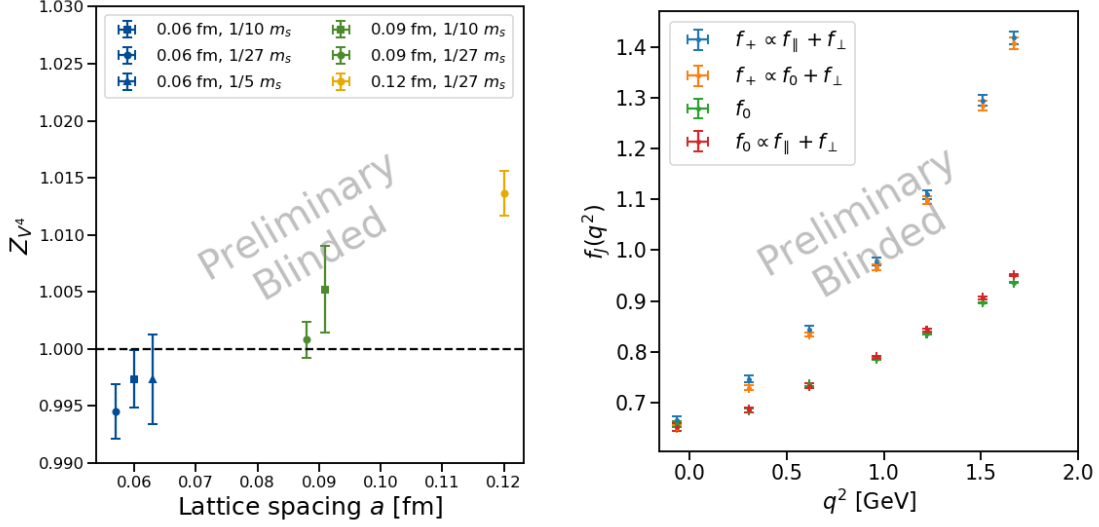 1.030
1.025
1.020
1.015
1.010
1.005
1.000
0.995
0.990
Z_{V^4}
0.06 fm, 1/10 m_s
0.06 fm, 1/27 m_s
0.06 fm, 1/5 m_s
0.09 fm, 1/10 m_s
0.09 fm, 1/27 m_s
0.12 fm, 1/27 m_s
Preliminary
Blinded
0.06 0.07 0.08 0.09 0.10 0.11 0.12
Lattice spacing a [fm]
1.4
1.3
1.2
1.1
1.0
0.9
0.8
0.7
f_J(q²)
f_+ ∝ f_∥ + f_⊥
f_+ ∝ f_0 + f_⊥
f_0
f_0 ∝ f_∥ + f_⊥
Preliminary
Blinded
0.0 0.5 1.0 1.5 2.0
q² [GeV]